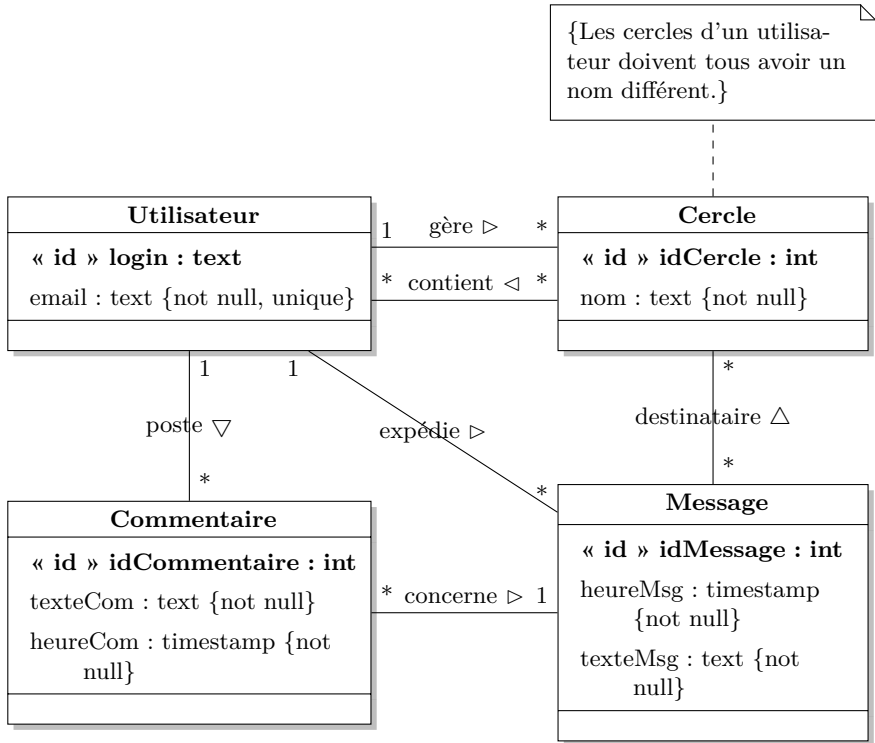 {Les cercles d'un utilisa-
teur doivent tous avoir un
nom différent.}
Utilisateur
« id » login : text
email : text {not null, unique}
1 gère ▷ *
* contient ◁ *
Cercle
« id » idCercle : int
nom : text {not null}
1
poste ▽
*
1
expédie ▷
*
*
destinataire △
*
Commentaire
« id » idCommentaire : int
texteCom : text {not null}
heureCom : timestamp {not
null}
* concerne ▷ 1
Message
« id » idMessage : int
heureMsg : timestamp
{not null}
texteMsg : text {not
null}